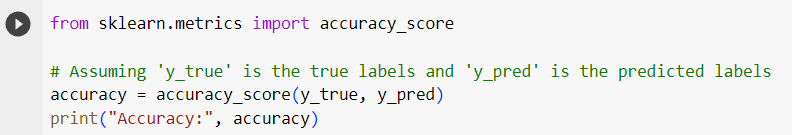 from sklearn.metrics import accuracy_score
# Assuming 'y_true' is the true labels and 'y_pred' is the predicted labels
accuracy = accuracy_score(y_true, y_pred)
print("Accuracy:", accuracy)